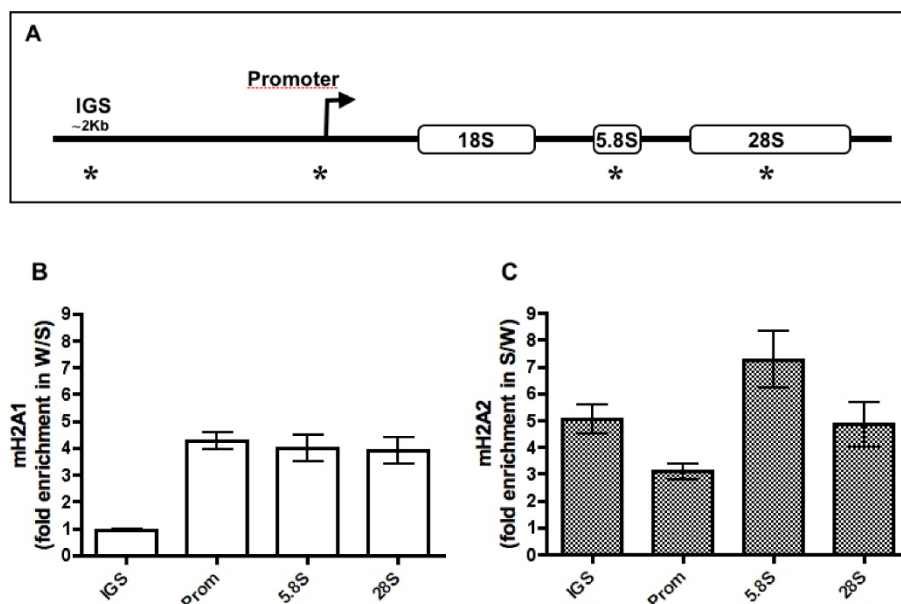 A
Promoter
IGS
~2Kb
18S
5.8S
28S
*
*
*
*
B
mH2A1
(fold enrichment in W/S)
9
8
7
6
5
4
3
2
1
0
IGS
Prom
5.8S
28S
C
mH2A2
(fold enrichment in S/W)
9
8
7
6
5
4
3
2
1
0
IGS
Prom
5.8S
28S